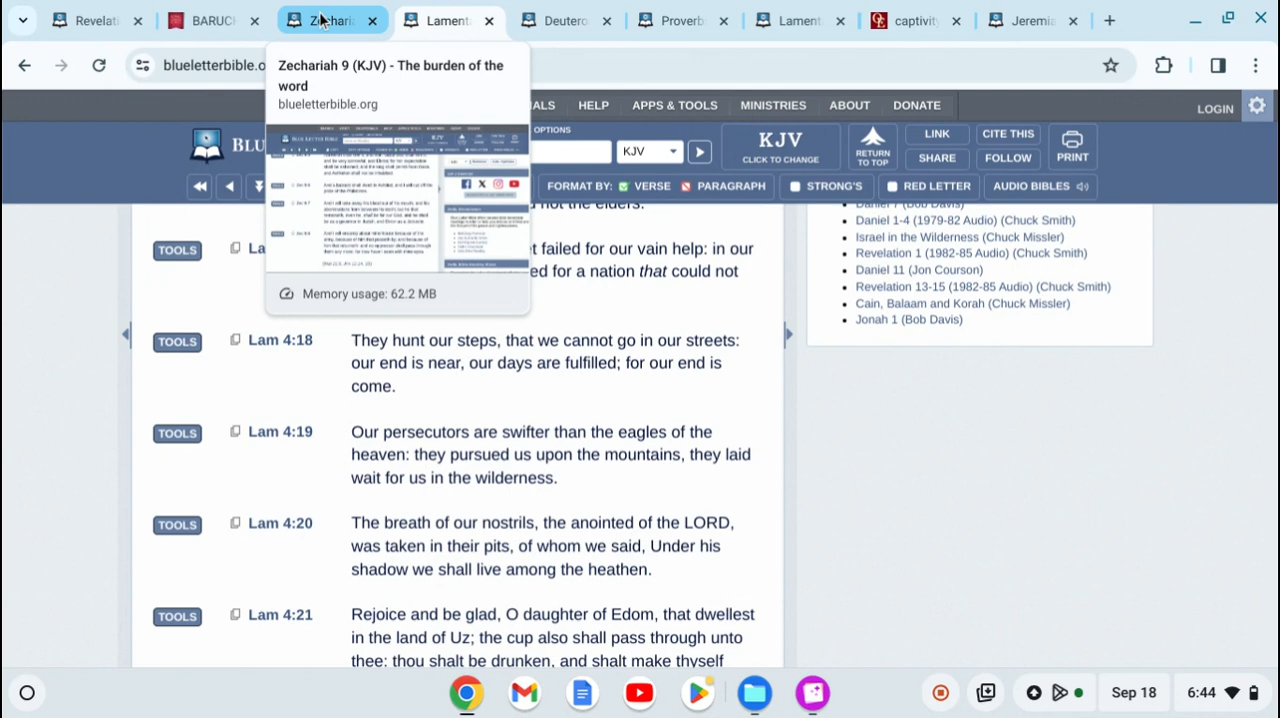 Revelati
BARUCH
Zecharia
Lament
Deutero
Proverb
Lament
captivity
Jeremia
blueletterbible.o
Zechariah 9 (KJV) - The burden of the
word
blueletterbible.org
Memory usage: 62.2 MB
ALS HELP APPS & TOOLS MINISTRIES ABOUT DONATE LOGIN
BLU
OPTIONS
KJV
KJV
CLICK TO CHANGE
RETURN
TO TOP
LINK
CITE THIS
SHARE
FOLLOW
PRINT
FORMAT BY: VERSE PARAGRAPH STRONG'S RED LETTER AUDIO FILES
not the elders.
TOOLS La t failed for our vain help: in our
ed for a nation that could not
TOOLS Lam 4:18 They hunt our steps, that we cannot go in our streets:
our end is near, our days are fulfilled; for our end is
come.
TOOLS Lam 4:19 Our persecutors are swifter than the eagles of the
heaven: they pursued us upon the mountains, they laid
wait for us in the wilderness.
TOOLS Lam 4:20 The breath of our nostrils, the anointed of the LORD,
was taken in their pits, of whom we said, Under his
shadow we shall live among the heathen.
TOOLS Lam 4:21 Rejoice and be glad, O daughter of Edom, that dwellest
in the land of Uz; the cup also shall pass through unto
thee: thou shalt be drunken, and shalt make thyself
Daniel 1-4 (1979-82 Audio) (Chuck Smith)
Israel in the Wilderness (Chuck Missler)
Revelation 1 (1982-85 Audio) (Chuck Smith)
Daniel 11 (Jon Courson)
Revelation 13-15 (1982-85 Audio) (Chuck Smith)
Cain, Balaam and Korah (Chuck Missler)
Jonah 1 (Bob Davis)
Sep 18
6:44